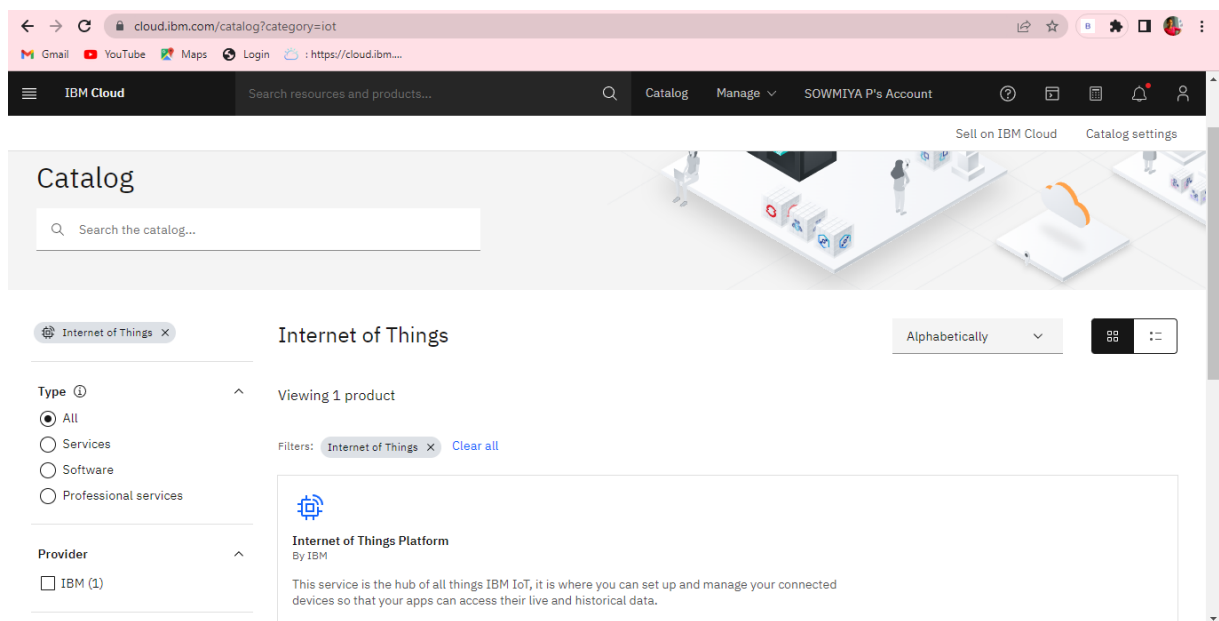 cloud.ibm.com/catalog?category=iot
Gmail YouTube Maps Login : https://cloud.ibm....
IBM Cloud Search resources and products... Catalog Manage SOWMIYA P's Account
Sell on IBM Cloud Catalog settings
Catalog
Search the catalog...
Internet of Things Internet of Things Alphabetically
Type
All
Services
Software
Professional services
Provider
IBM (1)
Viewing 1 product
Filters: Internet of Things Clear all
Internet of Things Platform
By IBM
This service is the hub of all things IBM IoT, it is where you can set up and manage your connected
devices so that your apps can access their live and historical data.